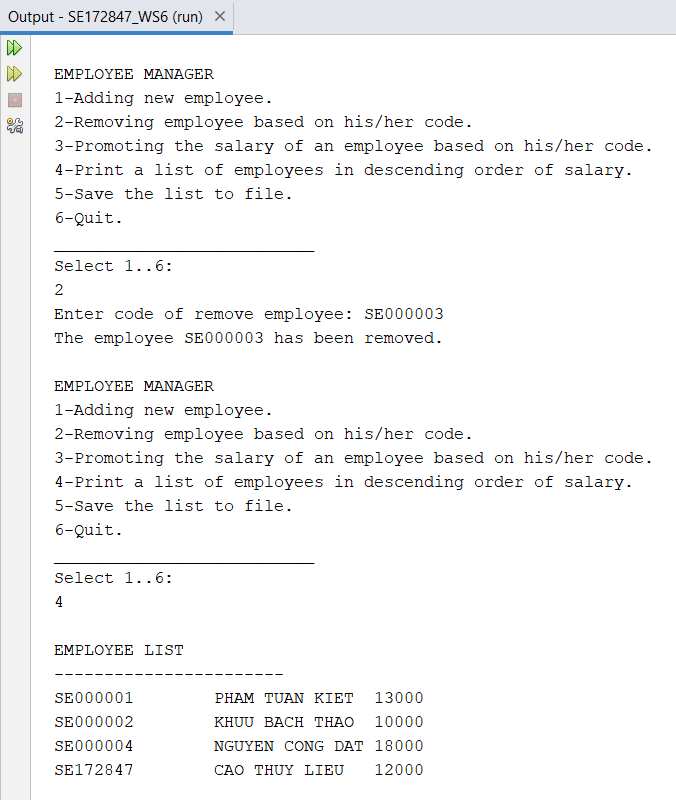 Output - SE172847_WS6 (run) ×
EMPLOYEE MANAGER
1-Adding new employee.
2-Removing employee based on his/her code.
3-Promoting the salary of an employee based on his/her code.
4-Print a list of employees in descending order of salary.
5-Save the list to file.
6-Quit.
__________________________
Select 1..6:
2
Enter code of remove employee: SE000003
The employee SE000003 has been removed.
EMPLOYEE MANAGER
1-Adding new employee.
2-Removing employee based on his/her code.
3-Promoting the salary of an employee based on his/her code.
4-Print a list of employees in descending order of salary.
5-Save the list to file.
6-Quit.
__________________________
Select 1..6:
4
EMPLOYEE LIST
-----------------------
SE000001 PHAM TUAN KIET 13000
SE000002 KHUU BACH THAO 10000
SE000004 NGUYEN CONG DAT 18000
SE172847 CAO THUY LIEU 12000